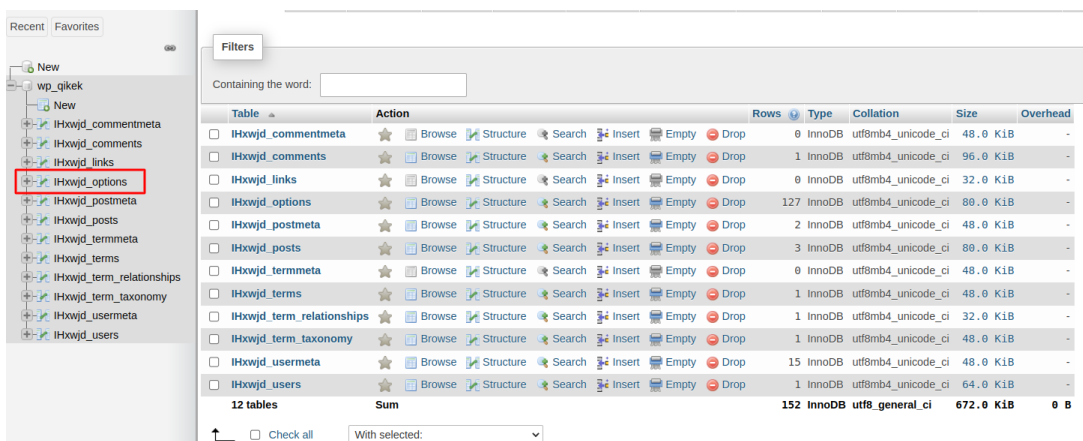 Recent Favorites
New
wp_qikek
New
IHxwjd_commentmeta
IHxwjd_comments
IHxwjd_links
IHxwjd_options
IHxwjd_postmeta
IHxwjd_posts
IHxwjd_termmeta
IHxwjd_terms
IHxwjd_term_relationships
IHxwjd_term_taxonomy
IHxwjd_usermeta
IHxwjd_users
Filters
Containing the word:
Table Action Rows Type Collation Size Overhead
IHxwjd_commentmeta Browse Structure Search Insert Empty Drop 0 InnoDB utf8mb4_unicode_ci 48.0 KiB -
IHxwjd_comments Browse Structure Search Insert Empty Drop 1 InnoDB utf8mb4_unicode_ci 96.0 KiB -
IHxwjd_links Browse Structure Search Insert Empty Drop 0 InnoDB utf8mb4_unicode_ci 32.0 KiB -
IHxwjd_options Browse Structure Search Insert Empty Drop 127 InnoDB utf8mb4_unicode_ci 80.0 KiB -
IHxwjd_postmeta Browse Structure Search Insert Empty Drop 2 InnoDB utf8mb4_unicode_ci 48.0 KiB -
IHxwjd_posts Browse Structure Search Insert Empty Drop 3 InnoDB utf8mb4_unicode_ci 80.0 KiB -
IHxwjd_termmeta Browse Structure Search Insert Empty Drop 0 InnoDB utf8mb4_unicode_ci 48.0 KiB -
IHxwjd_terms Browse Structure Search Insert Empty Drop 1 InnoDB utf8mb4_unicode_ci 48.0 KiB -
IHxwjd_term_relationships Browse Structure Search Insert Empty Drop 1 InnoDB utf8mb4_unicode_ci 32.0 KiB -
IHxwjd_term_taxonomy Browse Structure Search Insert Empty Drop 1 InnoDB utf8mb4_unicode_ci 48.0 KiB -
IHxwjd_usermeta Browse Structure Search Insert Empty Drop 15 InnoDB utf8mb4_unicode_ci 48.0 KiB -
IHxwjd_users Browse Structure Search Insert Empty Drop 1 InnoDB utf8mb4_unicode_ci 64.0 KiB -
12 tables Sum 152 InnoDB utf8_general_ci 672.0 KiB 0 B
Check all With selected: